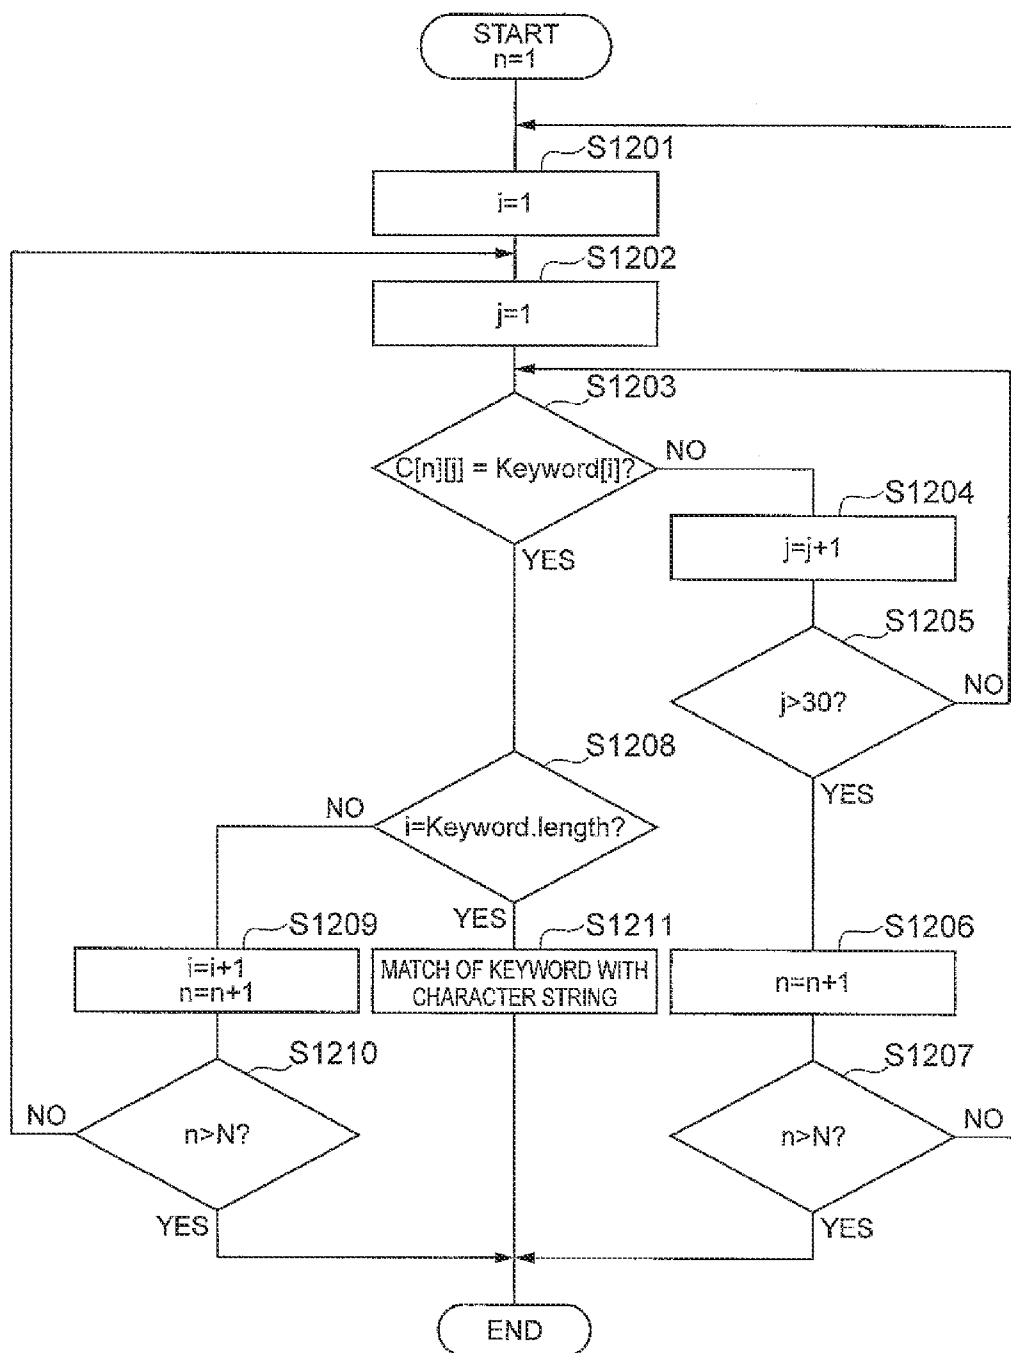 START
n=1
S1201
i=1
S1202
j=1
S1203
C[n][j] = Keyword[i]?
NO
YES
S1204
j=j+1
S1205
j>30?
NO
YES
S1208
i=Keyword.length?
NO
YES
S1209
i=i+1
n=n+1
S1211
MATCH OF KEYWORD WITH
CHARACTER STRING
S1206
n=n+1
S1210
n>N?
NO
YES
S1207
n>N?
NO
YES
END